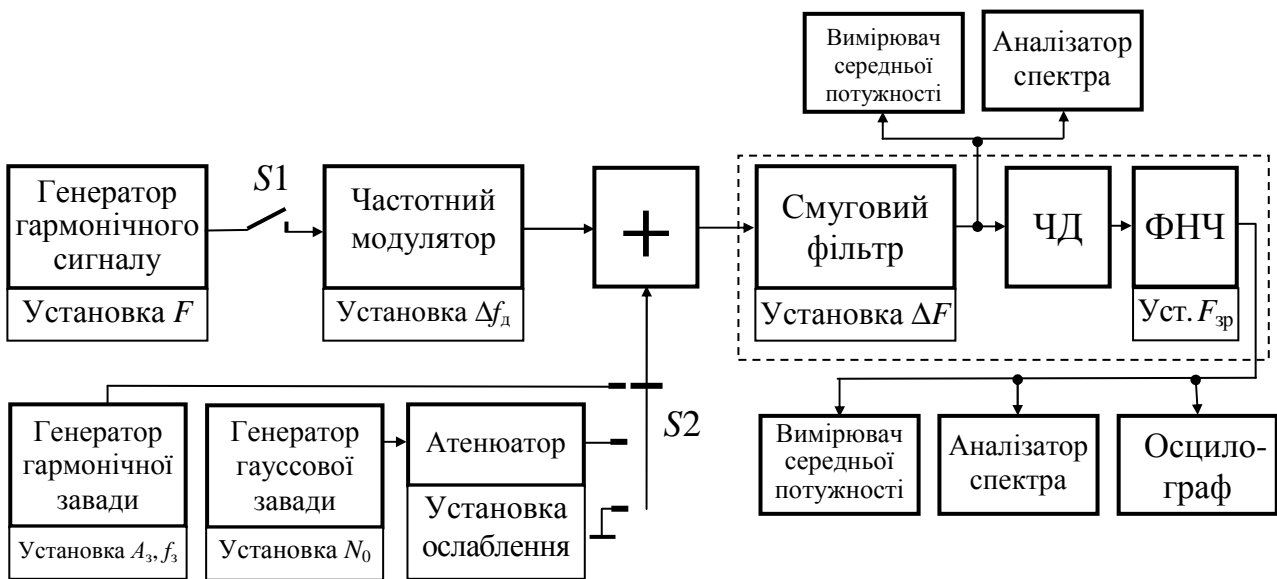 Вимірювач
середньої
потужності
Аналізатор
спектра
Генератор
гармонічного
сигналу
Установка F
S1
Частотний
модулятор
Установка Δfд
+
Смуговий
фільтр
Установка ΔF
ЧД
ФНЧ
Уст. Fзр
Генератор
гармонічної
завади
Установка Aз, fз
Генератор
гауссової
завади
Установка N0
Атенюатор
Установка
ослаблення
S2
Вимірювач
середньої
потужності
Аналізатор
спектра
Осцило-
граф